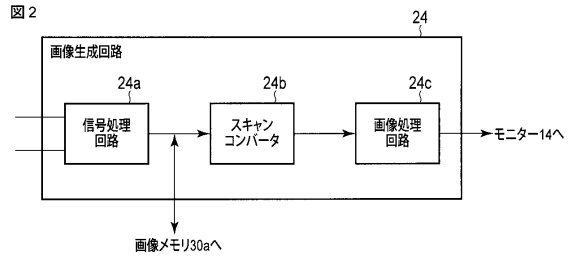 図2
24
画像生成回路
24a
24b
24c
信号処理
回路
スキャン
コンバータ
画像処理
回路
モニター14へ
画像メモリ30aへ